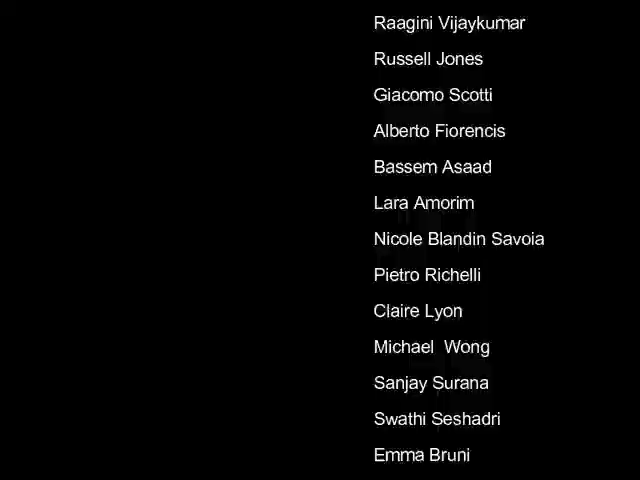 Raagini Vijaykumar
Russell Jones
Giacomo Scotti
Alberto Fiorencis
Bassem Asaad
Lara Amorim
Nicole Blandin Savoia
Pietro Richelli
Claire Lyon
Michael  Wong
Sanjay Surana
Swathi Seshadri
Emma Bruni